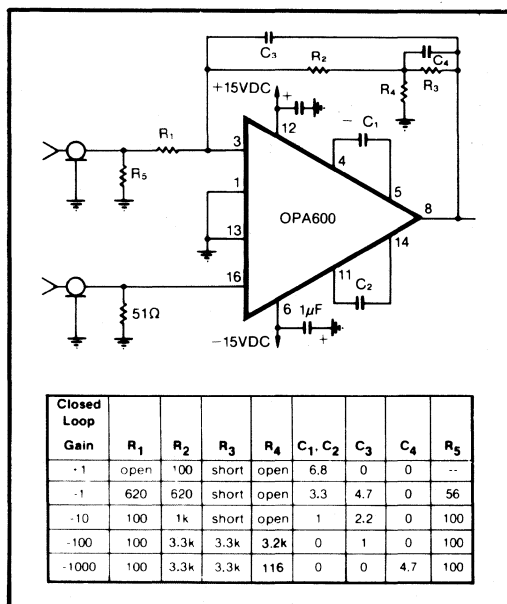 C3
R2
C4
R4
R3
+15VDC
+
12
R1
3
- C1
4
5
R5
1
OPA600
8
13
14
11
16
C2
51Ω
6
1μF
-15VDC
+
Closed
Loop
Gain R1 R2 R3 R4 C1, C2 C3 C4 R5
+1 open 100 short open 6.8 0 0 --
-1 620 620 short open 3.3 4.7 0 56
-10 100 1k short open 1 2.2 0 100
-100 100 3.3k 3.3k 3.2k 0 1 0 100
-1000 100 3.3k 3.3k 116 0 0 4.7 100